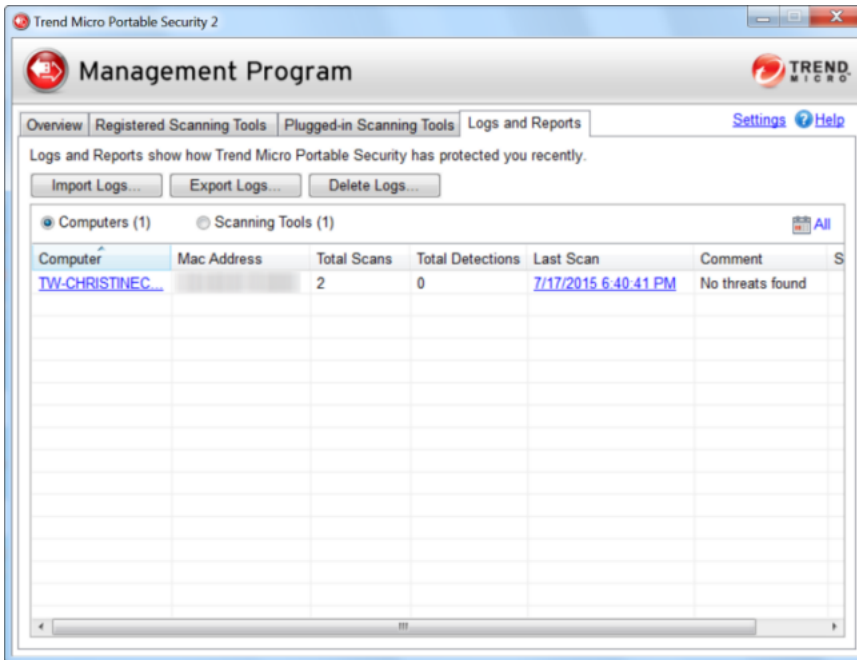 Trend Micro Portable Security 2
Management Program
TREND MICRO
Overview Registered Scanning Tools Plugged-in Scanning Tools Logs and Reports Settings Help
Logs and Reports show how Trend Micro Portable Security has protected you recently.
Import Logs... Export Logs... Delete Logs...
Computers (1) Scanning Tools (1) All
Computer Mac Address Total Scans Total Detections Last Scan Comment S
TW-CHRISTINEC... 2 0 7/17/2015 6:40:41 PM No threats found